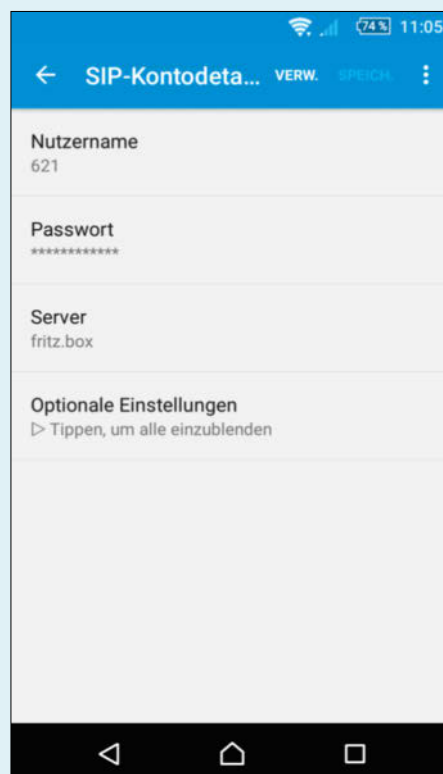 74% 11:05
SIP-Kontodeta... VERW. SPEICH.
Nutzername
621
Passwort
************
Server
fritz.box
Optionale Einstellungen
▷ Tippen, um alle einzublenden